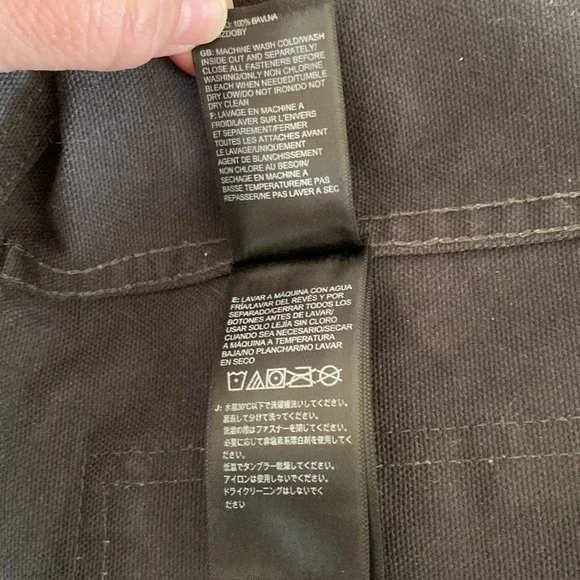 O: 100% BAVLNA
ZDOBY
GB: MACHINE WASH COLD/WASH
INSIDE OUT AND SEPARATELY/
CLOSE ALL FASTENERS BEFORE
WASHING/ONLY NON CHLORINE
BLEACH WHEN NEEDED/TUMBLE
DRY LOW/DO NOT IRON/DO NOT
DRY CLEAN
F: LAVAGE EN MACHINE A
FROID/LAVER SUR L'ENVERS
ET SEPAREMENT/FERMER
TOUTES LES ATTACHES AVANT
LE LAVAGE/UNIQUEMENT
AGENT DE BLANCHISSEMENT
NON CHLORINÉ AU BESOIN/
SECHAGE EN MACHINE A
BASSE TEMPERATURE/NE PAS
REPASSER/NE PAS LAVER A SEC
E: LAVAR A MÁQUINA CON AGUA
FRÍA/LAVAR DEL REVÉS Y POR
SEPARADO/CERRAR TODOS LOS
BOTONES ANTES DE LAVAR/
USAR SOLO LEJÍA SIN CLORO
CUANDO SEA NECESARIO/SECAR
A MÁQUINA A TEMPERATURA
BAJA/NO PLANCHAR/NO LAVAR
EN SECO
J: 水温30℃以下で洗濯機洗いしてください。
裏返して分けて洗ってください。
洗濯の際はファスナーを閉じてください。
必要に応じて非塩素系漂白剤を使用してく
ださい。
低温でタンブラー乾燥してください。
アイロンは使用しないでください。
ドライクリーニングはしないでくだ
さい。